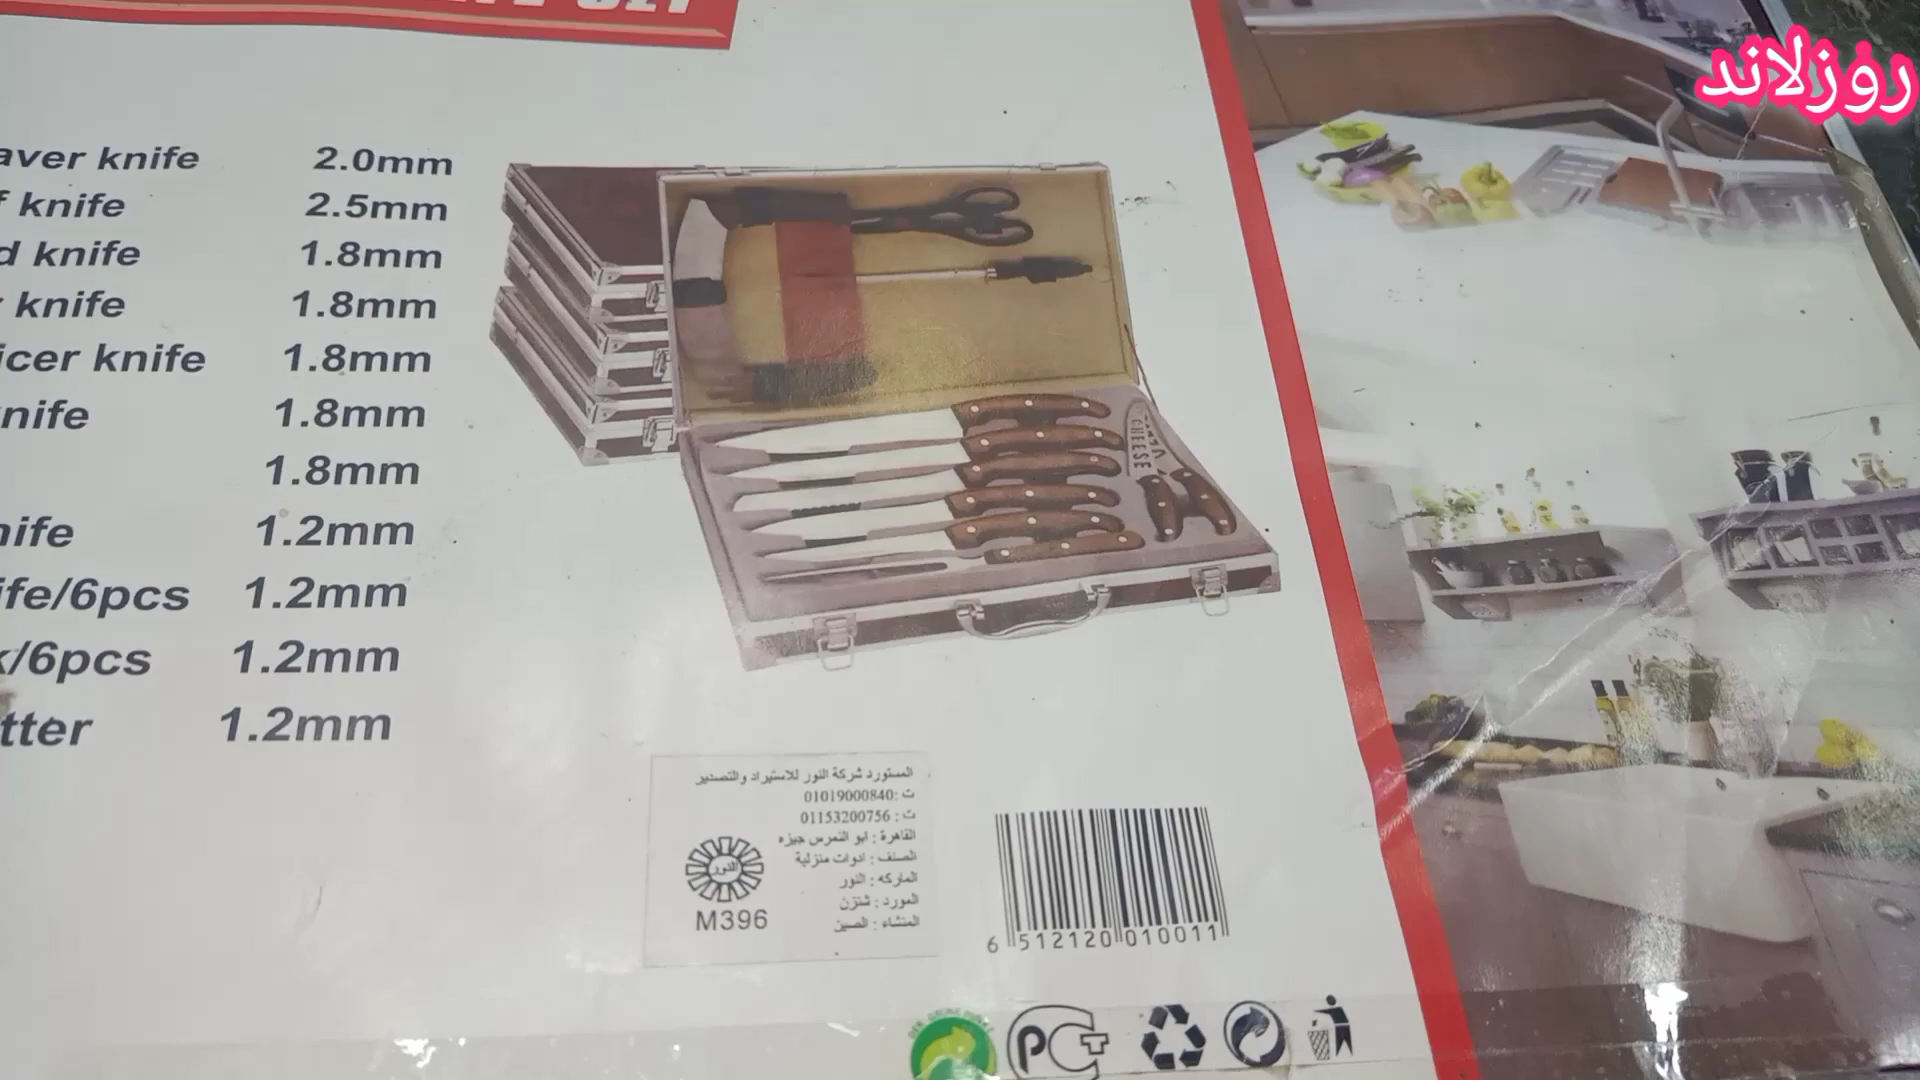 روزلاند
aver knife 2.0mm
f knife 2.5mm
d knife 1.8mm
knife 1.8mm
icer knife 1.8mm
nife 1.8mm
1.8mm
nife 1.2mm
ife/6pcs 1.2mm
/6pcs 1.2mm
tter 1.2mm
CHEESE
المستورد شركة النور للاستيراد والتصدير
ت :01019000840
ت : 01153200756
القاهرة : ابو النمرس جيزه
الصنف : ادوات منزلية
الماركه : النور
المورد : شنزن
المنشاء : الصين
النور
M396
6 512120 010011